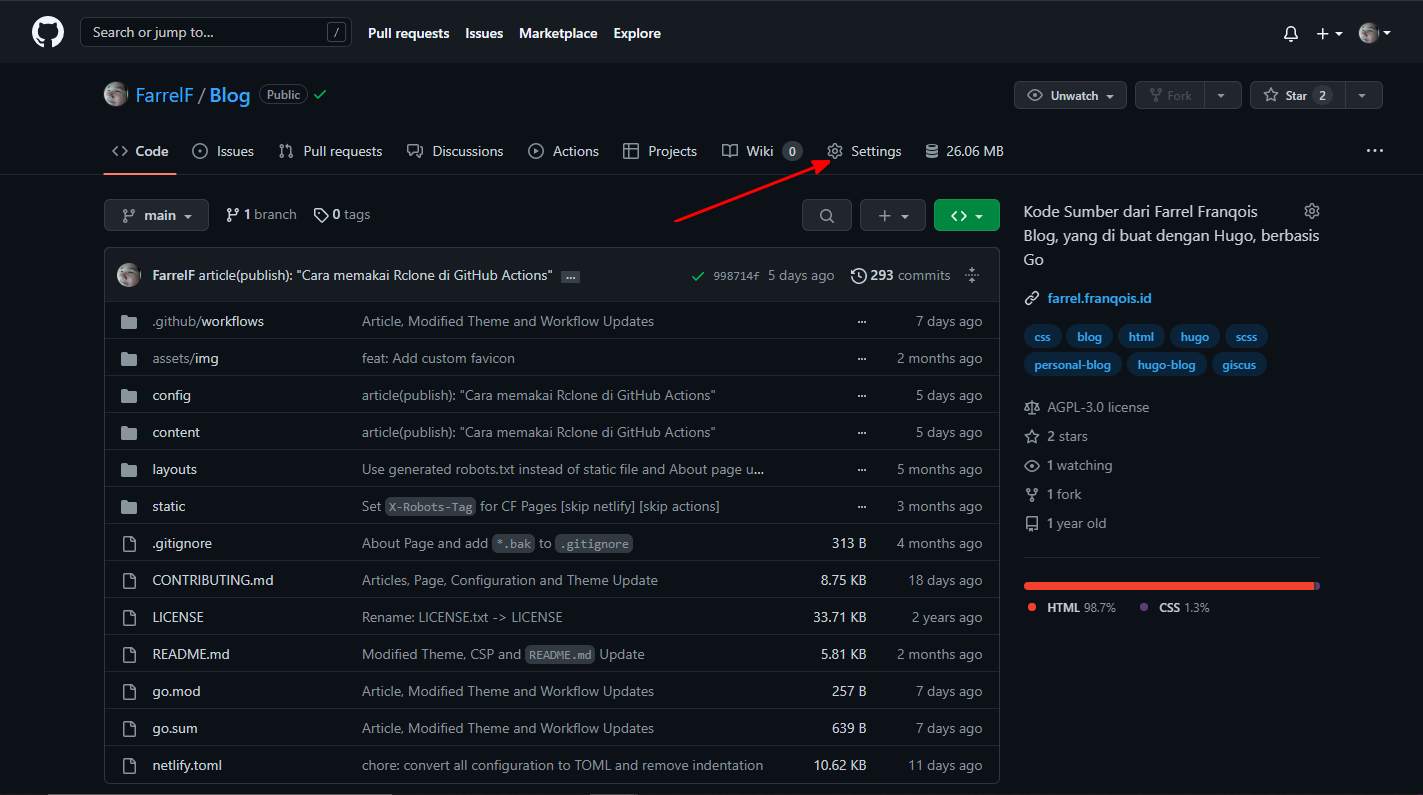 Search or jump to... /
Pull requests Issues Marketplace Explore
FarrelF / Blog Public
Unwatch Fork Star 2
Code Issues Pull requests Discussions Actions Projects Wiki 0 Settings 26.06 MB
main 1 branch 0 tags
FarrelF article(publish): "Cara memakai Rclone di GitHub Actions" ... 998714f 5 days ago 293 commits
.github/workflows Article, Modified Theme and Workflow Updates ... 7 days ago
assets/img feat: Add custom favicon ... 2 months ago
config article(publish): "Cara memakai Rclone di GitHub Actions" ... 5 days ago
content article(publish): "Cara memakai Rclone di GitHub Actions" ... 5 days ago
layouts Use generated robots.txt instead of static file and About page u... ... 5 months ago
static Set X-Robots-Tag for CF Pages [skip netlify] [skip actions] ... 3 months ago
.gitignore About Page and add *.bak to .gitignore 313 B 4 months ago
CONTRIBUTING.md Articles, Page, Configuration and Theme Update 8.75 KB 18 days ago
LICENSE Rename: LICENSE.txt -> LICENSE 33.71 KB 2 years ago
README.md Modified Theme, CSP and README.md Update 5.81 KB 2 months ago
go.mod Article, Modified Theme and Workflow Updates 257 B 7 days ago
go.sum Article, Modified Theme and Workflow Updates 639 B 7 days ago
netlify.toml chore: convert all configuration to TOML and remove indentation 10.62 KB 11 days ago
Kode Sumber dari Farrel Franqois
Blog, yang di buat dengan Hugo, berbasis
Go
farrel.franqois.id
css blog html hugo scss
personal-blog hugo-blog giscus
AGPL-3.0 license
2 stars
1 watching
1 fork
1 year old
HTML 98.7% CSS 1.3%